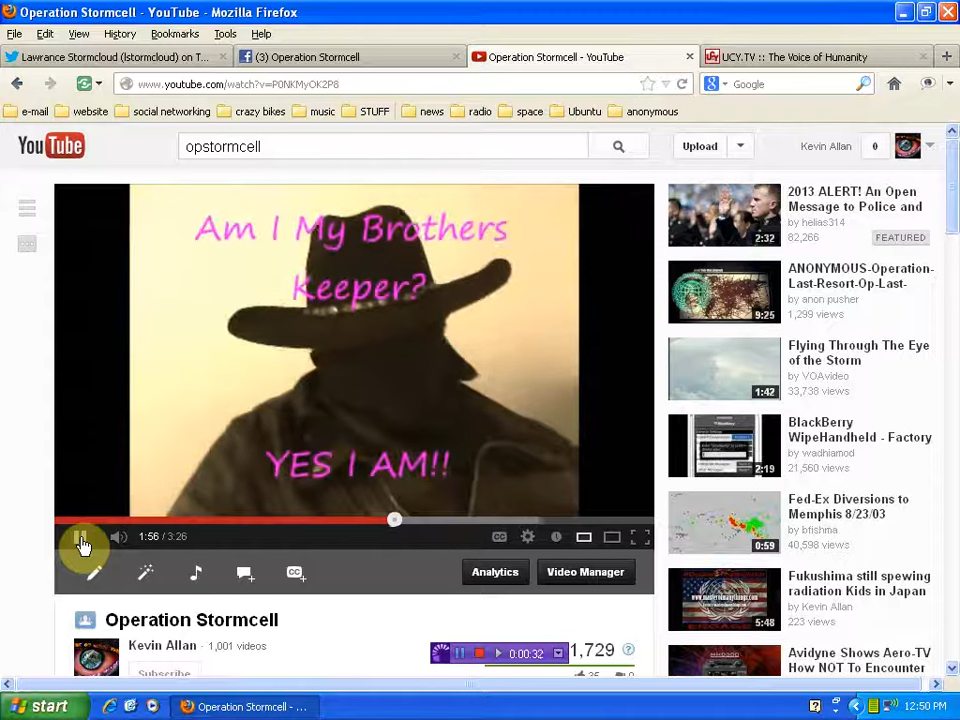 Operation Stormcell - YouTube - Mozilla Firefox
File Edit View History Bookmarks Tools Help
Lawrance Stormcloud (lstormcloud) on T...
(3) Operation Stormcell
Operation Stormcell - YouTube
UCY.TV :: The Voice of Humanity
www.youtube.com/watch?v=P0NKMyOK2P8
Google
e-mail website social networking crazy bikes music STUFF news radio space Ubuntu anonymous
YouTube
opstormcell
Upload
Kevin Allan 0
Am I My Brothers
Keeper?
YES I AM!!
1:56 / 3:26
CC
Analytics
Video Manager
Operation Stormcell
Kevin Allan · 1,001 videos
Subscribe
0:00:32
1,729
2013 ALERT! An Open
Message to Police and
by helias314
82,266
FEATURED
2:32
ANONYMOUS-Operation-
Last-Resort-Op-Last-
by anon pusher
1,299 views
9:25
Flying Through The Eye
of the Storm
by VOAvideo
33,738 views
1:42
BlackBerry
WipeHandheld - Factory
by wadhiamod
21,560 views
2:19
Fed-Ex Diversions to
Memphis 8/23/03
by bfishma
40,598 views
0:59
Fukushima still spewing
radiation Kids in Japan
by Kevin Allan
223 views
5:48
Avidyne Shows Aero-TV
How NOT To Encounter
start
Operation Stormcell - ...
12:50 PM